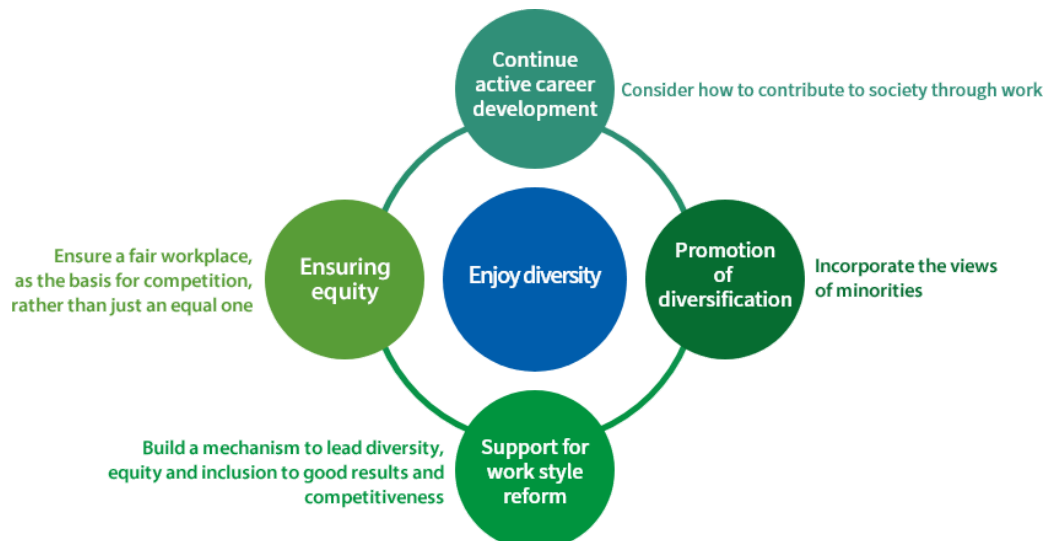 Continue
active career
development
Consider how to contribute to society through work
Ensure a fair workplace,
as the basis for competition,
rather than just an equal one
Ensuring
equity
Enjoy diversity
Promotion
of
diversification
Incorporate the views
of minorities
Build a mechanism to lead diversity,
equity and inclusion to good results and
competitiveness
Support for
work style
reform